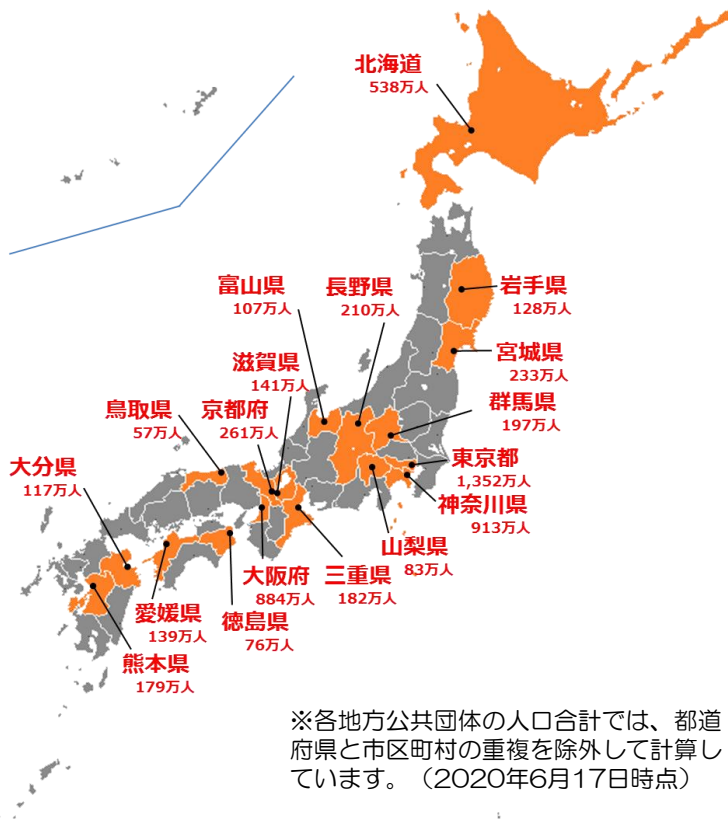 北海道
538万人
富山県
107万人
長野県
210万人
岩手県
128万人
滋賀県
141万人
宮城県
233万人
鳥取県
57万人
京都府
261万人
群馬県
197万人
大分県
117万人
東京都
1,352万人
神奈川県
913万人
山梨県
83万人
大阪府
884万人
三重県
182万人
愛媛県
139万人
徳島県
76万人
熊本県
179万人
※各地方公共団体の人口合計では、都道
府県と市区町村の重複を除外して計算し
ています。（2020年6月17日時点）